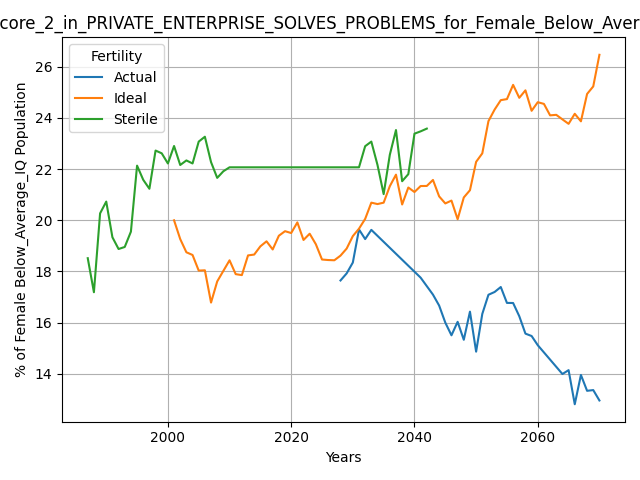 core_2_in_PRIVATE_ENTERPRISE_SOLVES_PROBLEMS_for_Female_Below_Aver
Fertility
Actual
Ideal
Sterile
% of Female Below_Average_IQ Population
26
24
22
20
18
16
14
2000
2020
2040
2060
Years